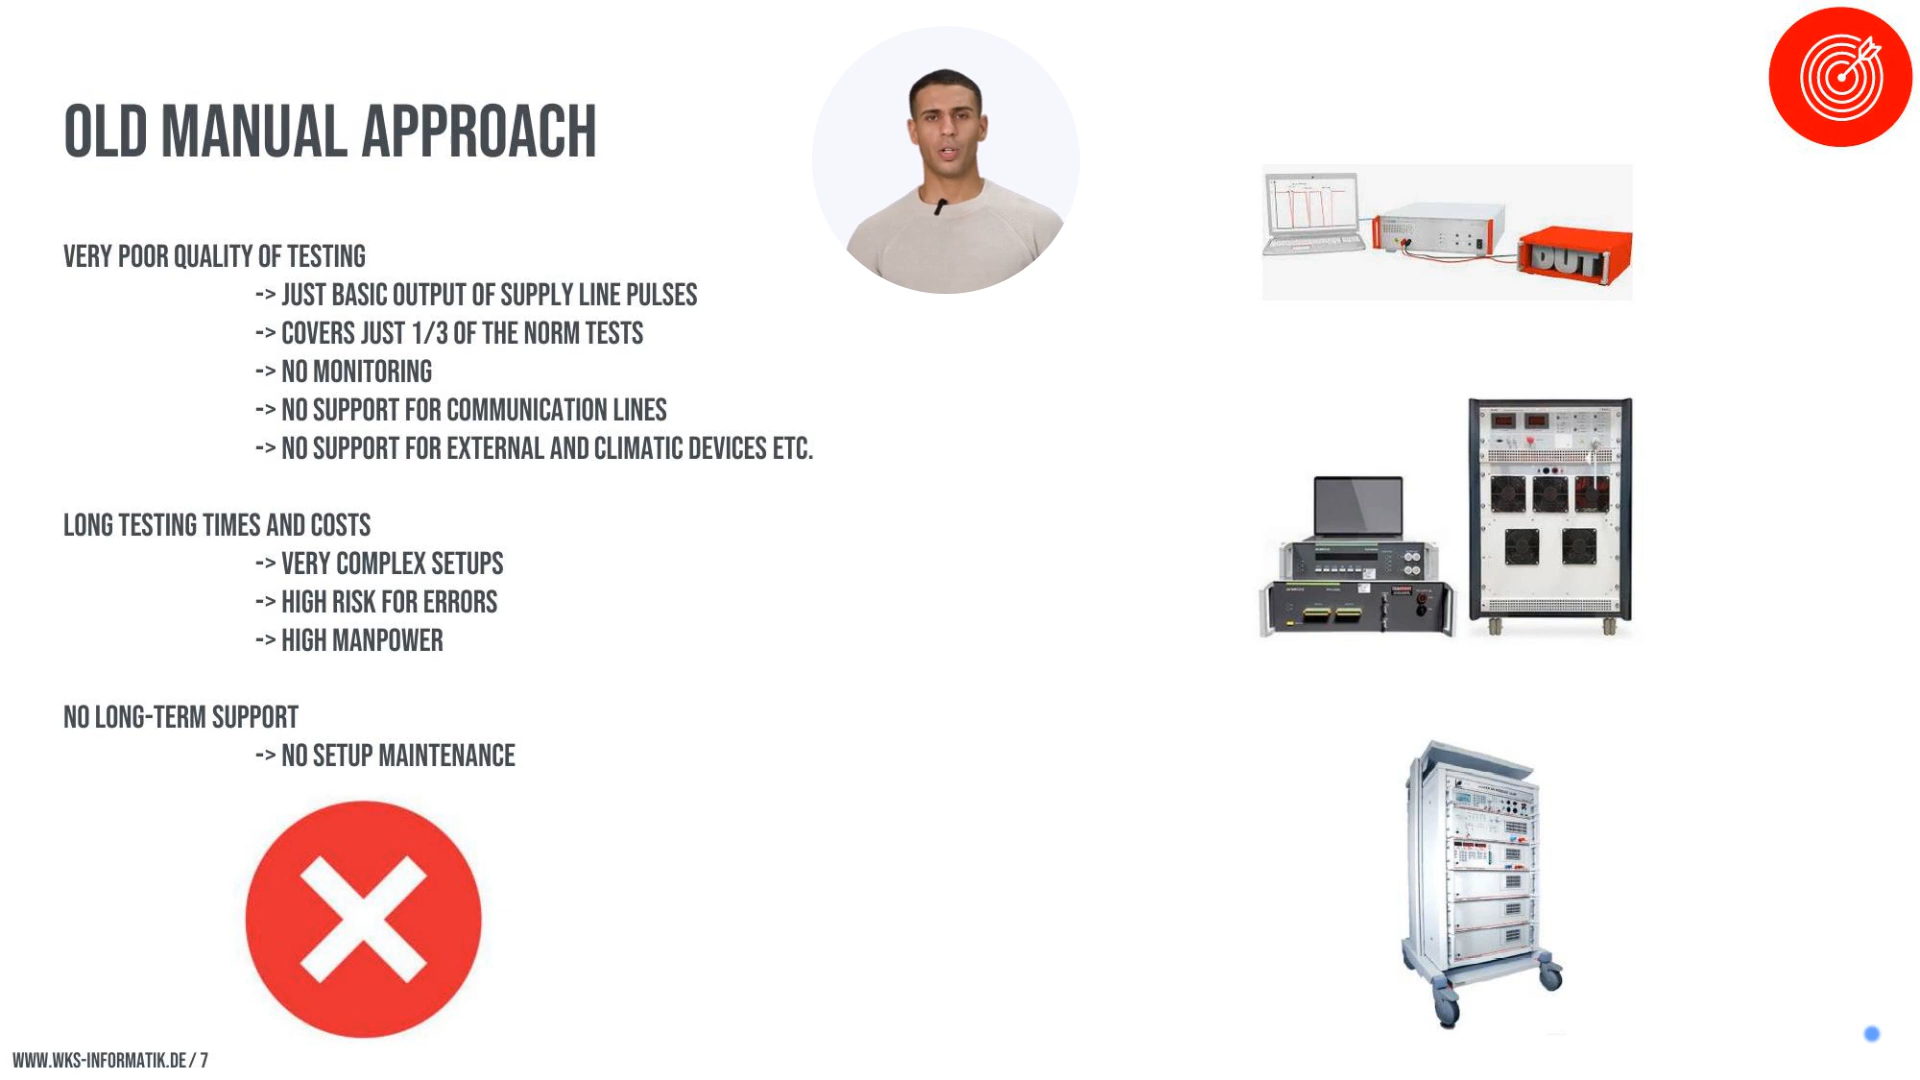 OLD MANUAL APPROACH
VERY POOR QUALITY OF TESTING
-> JUST BASIC OUTPUT OF SUPPLY LINE PULSES
-> COVERS JUST 1/3 OF THE NORM TESTS
-> NO MONITORING
-> NO SUPPORT FOR COMMUNICATION LINES
-> NO SUPPORT FOR EXTERNAL AND CLIMATIC DEVICES ETC.
LONG TESTING TIMES AND COSTS
-> VERY COMPLEX SETUPS
-> HIGH RISK FOR ERRORS
-> HIGH MANPOWER
NO LONG-TERM SUPPORT
-> NO SETUP MAINTENANCE
DUT
WWW.WKS-INFORMATIK.DE / 7